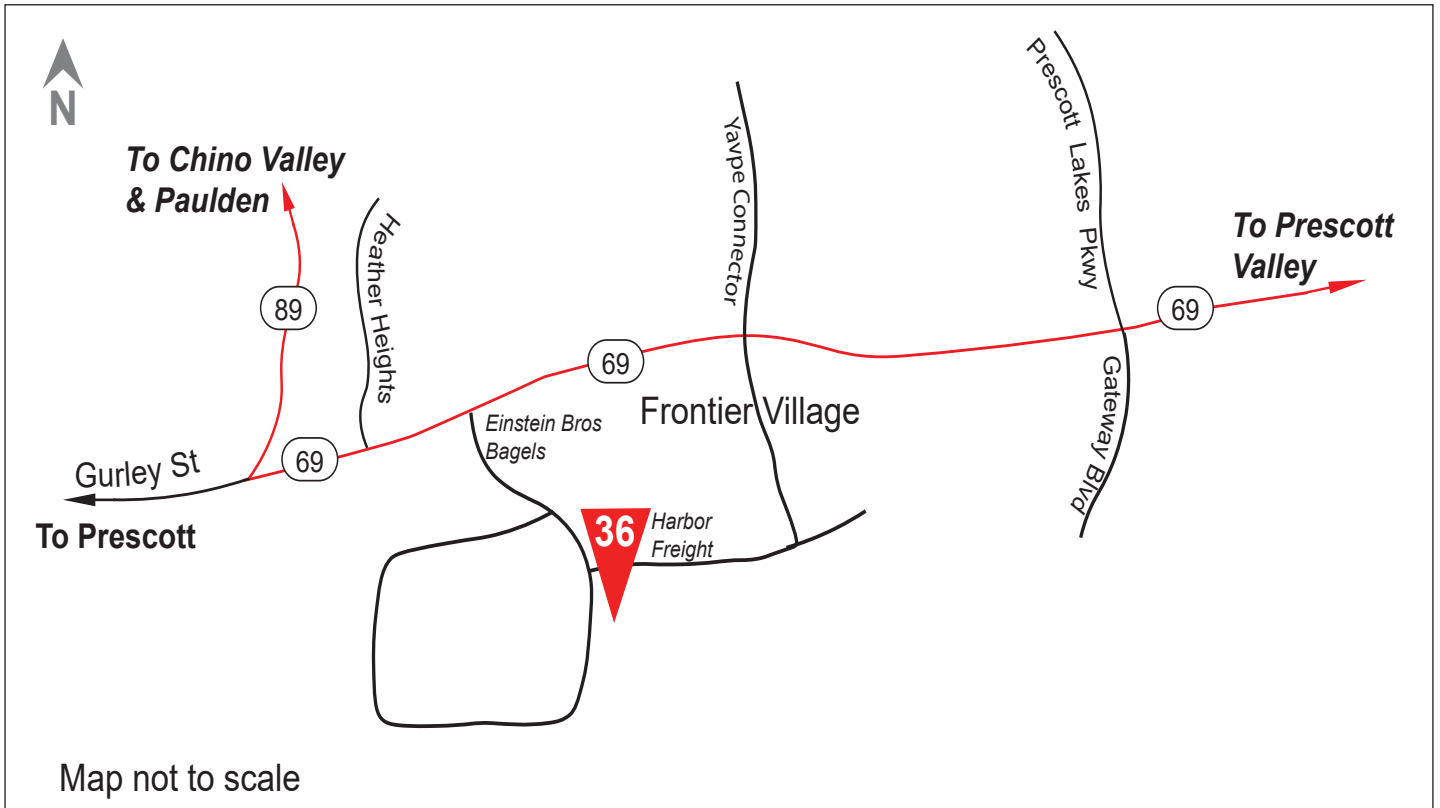 N
To Chino Valley
& Paulden
Heather Heights
Yavpe Connector
Prescott Lakes Pkwy
To Prescott
Valley
89
69
69
69
Gateway Blvd
Einstein Bros
Bagels
Frontier Village
Gurley St
To Prescott
36
Harbor
Freight
Map not to scale